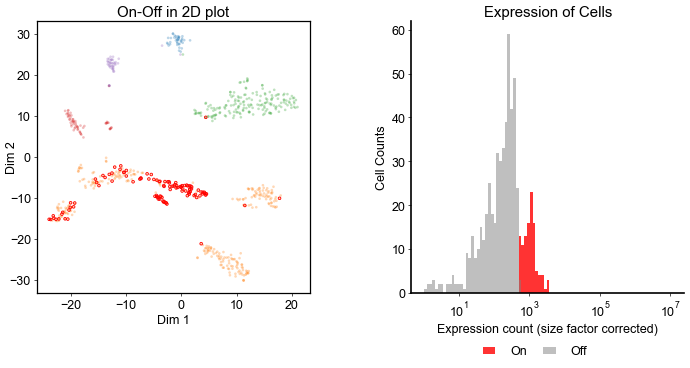 On-Off in 2D plot
30
20
10
0
−10
−20
−30
Dim 2
−20 −10 0 10 20
Dim 1
Expression of Cells
60
50
40
30
20
10
0
Cell Counts
10^1 10^3 10^5 10^7
Expression count (size factor corrected)
On Off